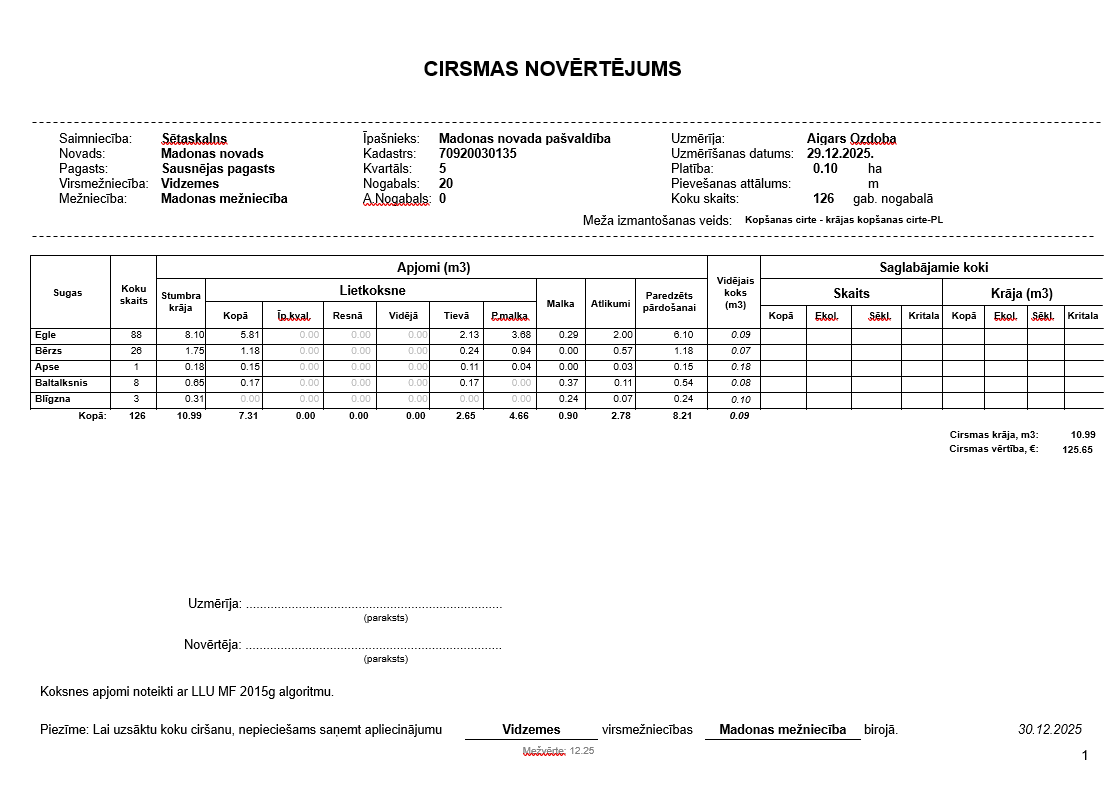 CIRSMAS NOVĒRTĒJUMS
Saimniecība: Sētaskalns Īpašnieks: Madonas novada pašvaldība Uzmērīja: Aigars Ozdoba
Novads: Madonas novads Kadastrs: 70920030135 Uzmērīšanas datums: 29.12.2025.
Pagasts: Sausnējas pagasts Kvartāls: 5 Platība: 0.10 ha
Virsmežniecība: Vidzemes Nogabals: 20 Pievešanas attālums: m
Mežniecība: Madonas mežniecība A.Nogabals: 0 Koku skaits: 126 gab. nogabalā
Meža izmantošanas veids: Kopšanas cirte - krājas kopšanas cirte-PL
Sugas Koku skaits Apjomi (m3) Vidējais koks (m3) Saglabājamie koki
Stumbra krāja Lietkoksne Malka Atlikumi Paredzēts pārdošanai Skaits Krāja (m3)
Kopā Īp.kval. Resnā Vidējā Tievā P.malka Kopā Ekol. Sēkl. Kritala Kopā Ekol. Sēkl. Kritala
Egle 88 8.10 5.81 0.00 0.00 0.00 2.13 3.68 0.29 2.00 6.10 0.09
Bērzs 26 1.75 1.18 0.00 0.00 0.00 0.24 0.94 0.00 0.57 1.18 0.07
Apse 1 0.18 0.15 0.00 0.00 0.00 0.11 0.04 0.00 0.03 0.15 0.18
Baltalksnis 8 0.65 0.17 0.00 0.00 0.00 0.17 0.00 0.37 0.11 0.54 0.08
Blīgzna 3 0.31 0.00 0.00 0.00 0.00 0.00 0.00 0.24 0.07 0.24 0.10
Kopā: 126 10.99 7.31 0.00 0.00 0.00 2.65 4.66 0.90 2.78 8.21 0.09
Cirsmas krāja, m3: 10.99
Cirsmas vērtība, €: 125.65
Uzmērīja: ............................................................................
(paraksts)
Novērtēja: ............................................................................
(paraksts)
Koksnes apjomi noteikti ar LLU MF 2015g algoritmu.
Piezīme: Lai uzsāktu koku ciršanu, nepieciešams saņemt apliecinājumu Vidzemes virsmežniecības Madonas mežniecība birojā. 30.12.2025
Mežvērte: 12.25
1